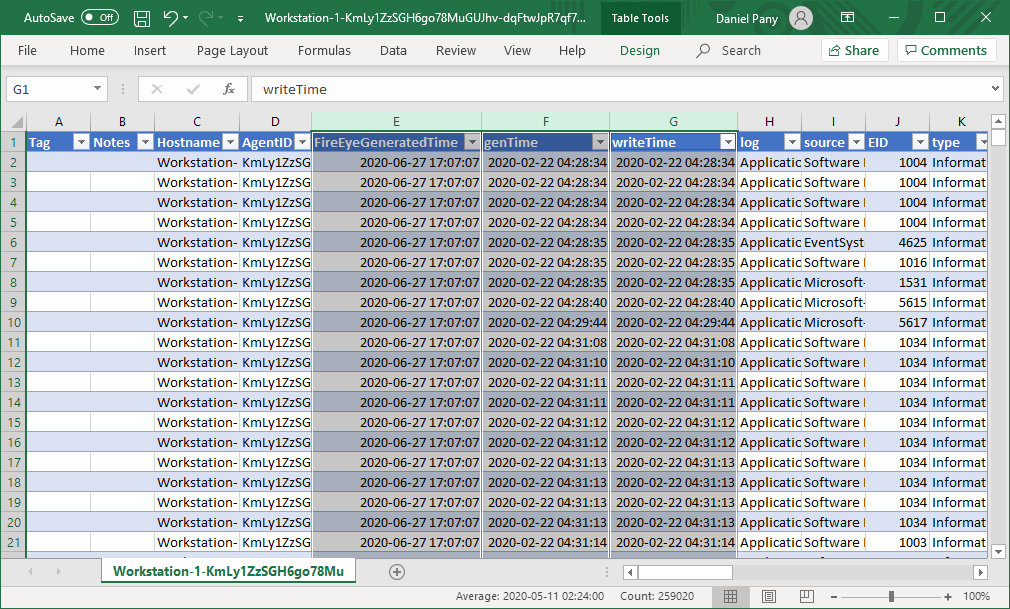 AutoSave Off Workstation-1-KmLy1ZzSGH6go78MuGUJhv-dqFtwJpR7qf7... Table Tools Daniel Pany
File Home Insert Page Layout Formulas Data Review View Help Design Search Share Comments
G1 fx writeTime
A B C D E F G H I J K
1 Tag Notes Hostname AgentID FireEyeGeneratedTime genTime writeTime log source EID type
2 Workstation- KmLy1ZzSG 2020-06-27 17:07:07 2020-02-22 04:28:34 2020-02-22 04:28:34 Applicatic Software 1004 Informat
3 Workstation- KmLy1ZzSG 2020-06-27 17:07:07 2020-02-22 04:28:34 2020-02-22 04:28:34 Applicatic Software 1004 Informat
4 Workstation- KmLy1ZzSG 2020-06-27 17:07:07 2020-02-22 04:28:34 2020-02-22 04:28:34 Applicatic Software 1004 Informat
5 Workstation- KmLy1ZzSG 2020-06-27 17:07:07 2020-02-22 04:28:34 2020-02-22 04:28:34 Applicatic Software 1004 Informat
6 Workstation- KmLy1ZzSG 2020-06-27 17:07:07 2020-02-22 04:28:35 2020-02-22 04:28:35 Applicatic EventSyst 4625 Informat
7 Workstation- KmLy1ZzSG 2020-06-27 17:07:07 2020-02-22 04:28:35 2020-02-22 04:28:35 Applicatic Software 1016 Informat
8 Workstation- KmLy1ZzSG 2020-06-27 17:07:07 2020-02-22 04:28:35 2020-02-22 04:28:35 Applicatic Microsoft- 1531 Informat
9 Workstation- KmLy1ZzSG 2020-06-27 17:07:07 2020-02-22 04:28:40 2020-02-22 04:28:40 Applicatic Microsoft- 5615 Informat
10 Workstation- KmLy1ZzSG 2020-06-27 17:07:07 2020-02-22 04:29:44 2020-02-22 04:29:44 Applicatic Microsoft- 5617 Informat
11 Workstation- KmLy1ZzSG 2020-06-27 17:07:07 2020-02-22 04:31:08 2020-02-22 04:31:08 Applicatic Software 1034 Informat
12 Workstation- KmLy1ZzSG 2020-06-27 17:07:07 2020-02-22 04:31:10 2020-02-22 04:31:10 Applicatic Software 1034 Informat
13 Workstation- KmLy1ZzSG 2020-06-27 17:07:07 2020-02-22 04:31:11 2020-02-22 04:31:11 Applicatic Software 1034 Informat
14 Workstation- KmLy1ZzSG 2020-06-27 17:07:07 2020-02-22 04:31:11 2020-02-22 04:31:11 Applicatic Software 1034 Informat
15 Workstation- KmLy1ZzSG 2020-06-27 17:07:07 2020-02-22 04:31:12 2020-02-22 04:31:12 Applicatic Software 1034 Informat
16 Workstation- KmLy1ZzSG 2020-06-27 17:07:07 2020-02-22 04:31:12 2020-02-22 04:31:12 Applicatic Software 1034 Informat
17 Workstation- KmLy1ZzSG 2020-06-27 17:07:07 2020-02-22 04:31:13 2020-02-22 04:31:13 Applicatic Software 1034 Informat
18 Workstation- KmLy1ZzSG 2020-06-27 17:07:07 2020-02-22 04:31:13 2020-02-22 04:31:13 Applicatic Software 1034 Informat
19 Workstation- KmLy1ZzSG 2020-06-27 17:07:07 2020-02-22 04:31:13 2020-02-22 04:31:13 Applicatic Software 1034 Informat
20 Workstation- KmLy1ZzSG 2020-06-27 17:07:07 2020-02-22 04:31:13 2020-02-22 04:31:13 Applicatic Software 1034 Informat
21 Workstation- KmLy1ZzSG 2020-06-27 17:07:07 2020-02-22 04:31:14 2020-02-22 04:31:14 Applicatic Software 1003 Informat
Workstation-1-KmLy1ZzSGH6go78Mu
Average: 2020-05-11 02:24:00 Count: 259020 100%